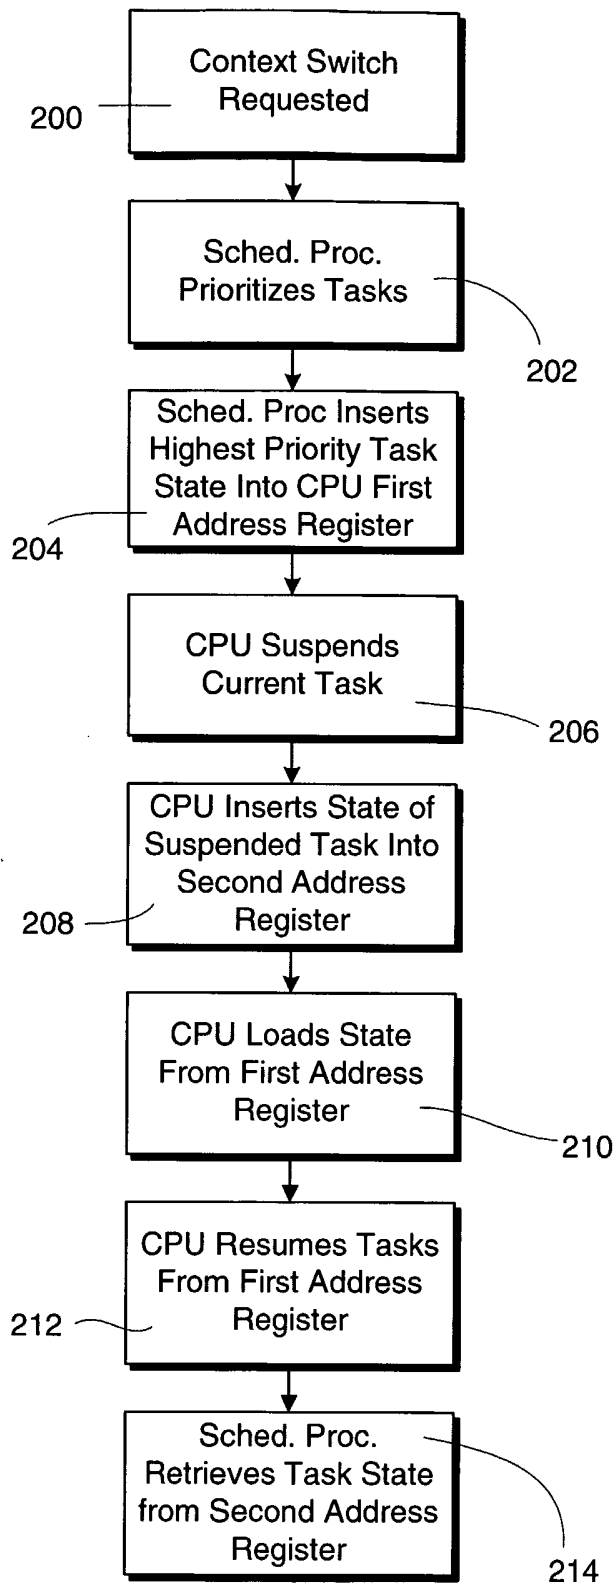 Context Switch
Requested
200
Sched. Proc.
Prioritizes Tasks
202
Sched. Proc Inserts
Highest Priority Task
State Into CPU First
Address Register
204
CPU Suspends
Current Task
206
CPU Inserts State of
Suspended Task Into
Second Address
Register
208
CPU Loads State
From First Address
Register
210
CPU Resumes Tasks
From First Address
Register
212
Sched. Proc.
Retrieves Task State
from Second Address
Register
214